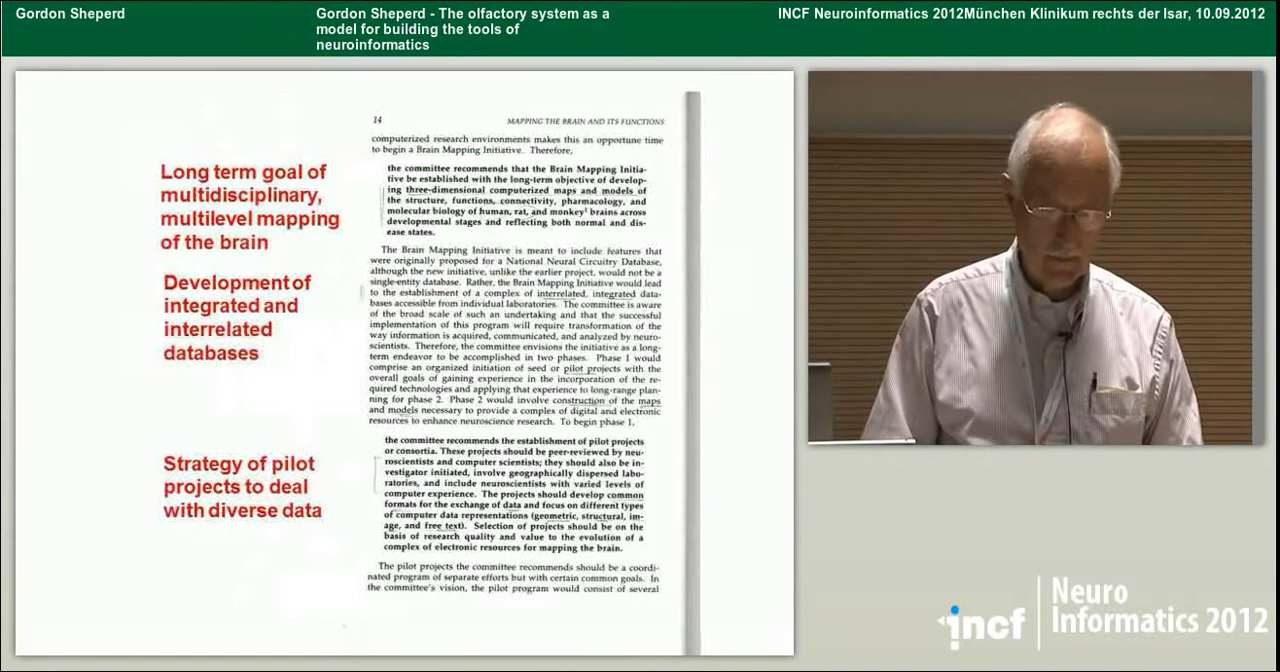 Gordon Sheperd
Gordon Sheperd - The olfactory system as a
model for building the tools of
neuroinformatics
INCF Neuroinformatics 2012München Klinikum rechts der Isar, 10.09.2012
Long term goal of
multidisciplinary,
multilevel mapping
of the brain
Development of
integrated and
interrelated
databases
Strategy of pilot
projects to deal
with diverse data
14 MAPPING THE BRAIN AND ITS FUNCTIONS
computerized research environments makes this an opportune time
to begin a Brain Mapping Initiative. Therefore,
the committee recommends that the Brain Mapping Initia-
tive be established with the long-term objective of develop-
ing three-dimensional computerized maps and models of
the structure, functions, connectivity, pharmacology, and
molecular biology of human, rat, and monkey¹ brains across
developmental stages and reflecting both normal and dis-
ease states.
The Brain Mapping Initiative is meant to include features that
were originally proposed for a National Neural Circuitry Database,
although the new initiative, unlike the earlier project, would not be a
single-entity database. Rather, the Brain Mapping Initiative would lead
to the establishment of a complex of interrelated, integrated data-
bases accessible from individual laboratories. The committee is aware
of the broad scale of such an undertaking and that the successful
implementation of this program will require transformation of the
way information is acquired, communicated, and analyzed by neuro-
scientists. Therefore, the committee envisions the initiative as a long-
term endeavor to be accomplished in two phases. Phase 1 would
comprise an organized initiation of seed or pilot projects with the
overall goals of gaining experience in the incorporation of the re-
quired technologies and applying that experience to long-range plan-
ning for phase 2. Phase 2 would involve construction of the maps
and models necessary to provide a complex of digital and electronic
resources to enhance neuroscience research. To begin phase 1,
the committee recommends the establishment of pilot projects
or consortia. These projects should be peer-reviewed by neu-
roscientists and computer scientists; they should also be in-
vestigator initiated, involve geographically dispersed labo-
ratories, and include neuroscientists with varied levels of
computer experience. The projects should develop common
formats for the exchange of data and focus on different types
of computer data representations (geometric, structural, im-
age, and free text). Selection of projects should be on the
basis of research quality and value to the evolution of a
complex of electronic resources for mapping the brain.
The pilot projects the committee recommends should be a coordi-
nated program of separate efforts but with certain common goals. In
the committee's vision, the pilot program would consist of several
incf
Neuro
Informatics 2012